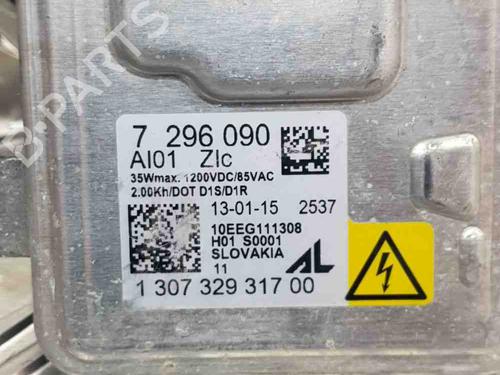 B-PARTS
7 296 090
AI01 ZIc
35Wmax. 1200VDC/85VAC
2.00Kh/DOT D1S/D1R
13-01-15 2537
10EEG111308
H01 S0001
SLOVAKIA
11 AL
1 307 329 317 00